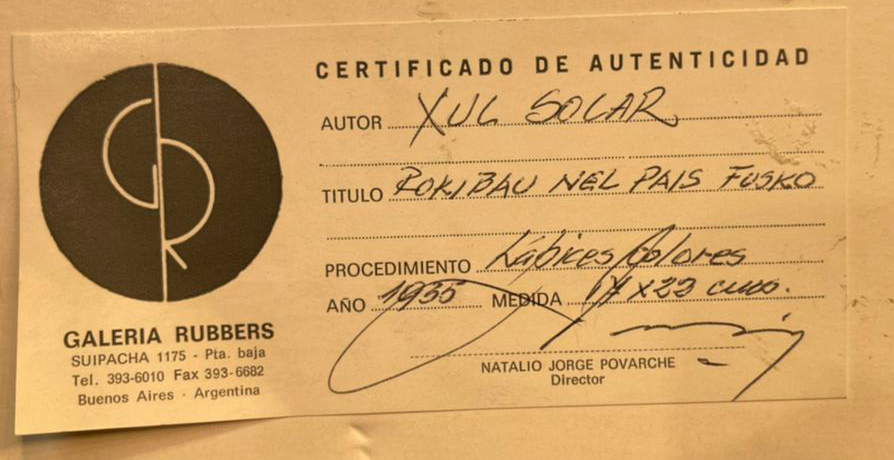 CERTIFICADO DE AUTENTICIDAD
AUTOR XUL SOLAR
TITULO ROKIBAU NEL PAIS FUSKO
PROCEDIMIENTO Lápices Colores
AÑO 1935 MEDIDA 17 x 23 cms.
NATALIO JORGE POVARCHE
Director
GR
GALERIA RUBBERS
SUIPACHA 1175 - Pta. baja
Tel. 393-6010 Fax 393-6682
Buenos Aires - Argentina